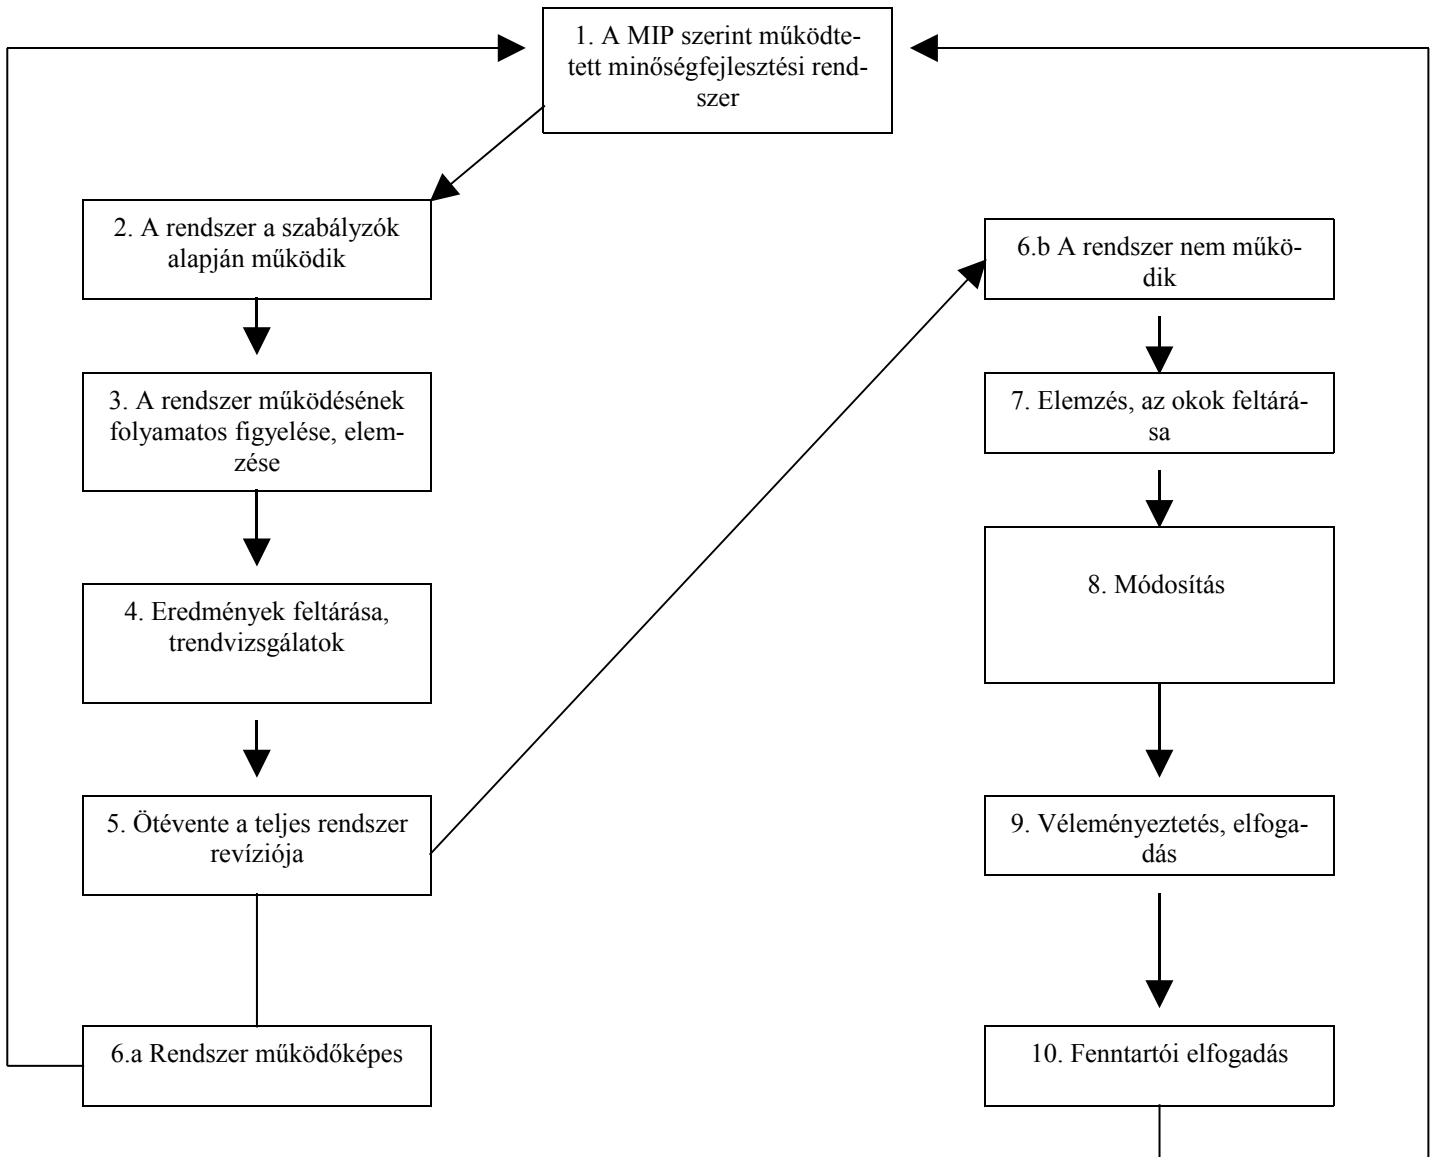 1. A MIP szerint működte-
tett minőségfejlesztési rend-
szer
2. A rendszer a szabályzók
alapján működik
3. A rendszer működésének
folyamatos figyelése, elem-
zése
4. Eredmények feltárása,
trendvizsgálatok
5. Ötévente a teljes rendszer
revíziója
6.a Rendszer működőképes
6.b A rendszer nem műkö-
dik
7. Elemzés, az okok feltárá-
sa
8. Módosítás
9. Véleményeztetés, elfoga-
dás
10. Fenntartói elfogadás